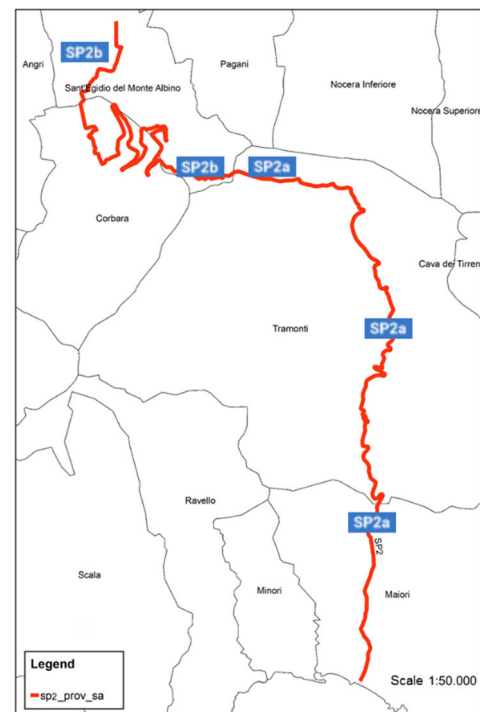 SP2b
Angri
Pagani
Sant'Egidio del Monte Albino
Nocera Inferiore
Nocera Superiore
SP2b
SP2a
Corbara
Cava de' Tirren
Tramonti
SP2a
Ravello
SP2a
SP2
Scala
Minori
Maiori
Legend
sp2_prov_sa
Scale 1:50.000